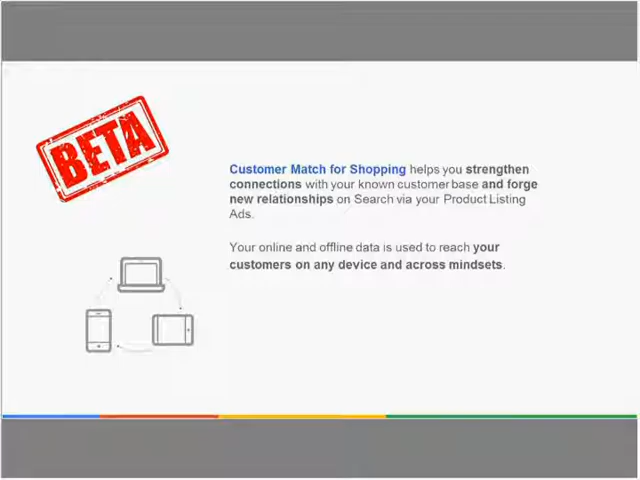 BETA
Customer Match for Shopping helps you strengthen
connections with your known customer base and forge
new relationships on Search via your Product Listing
Ads.
Your online and offline data is used to reach your
customers on any device and across mindsets.